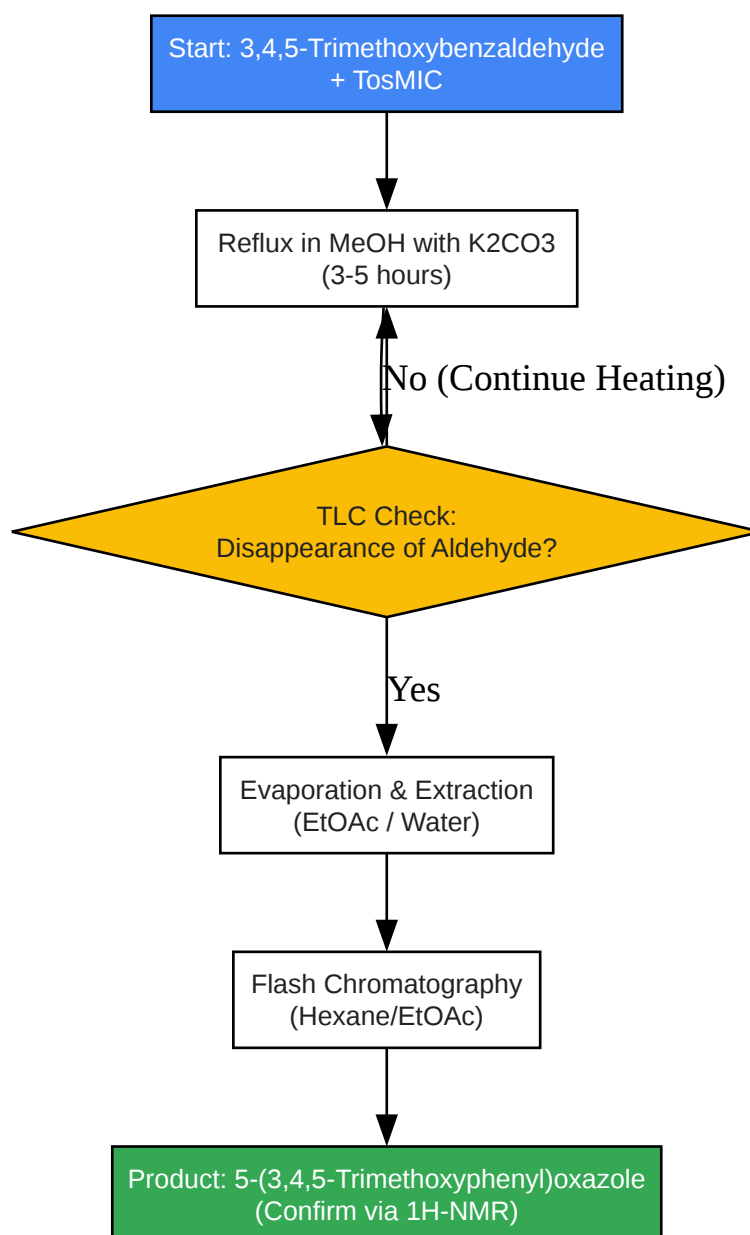 Start: 3,4,5-Trimethoxybenzaldehyde
+ TosMIC
Reflux in MeOH with K2CO3
(3-5 hours)
No (Continue Heating)
TLC Check:
Disappearance of Aldehyde?
Yes
Evaporation & Extraction
(EtOAc / Water)
Flash Chromatography
(Hexane/EtOAc)
Product: 5-(3,4,5-Trimethoxyphenyl)oxazole
(Confirm via 1H-NMR)